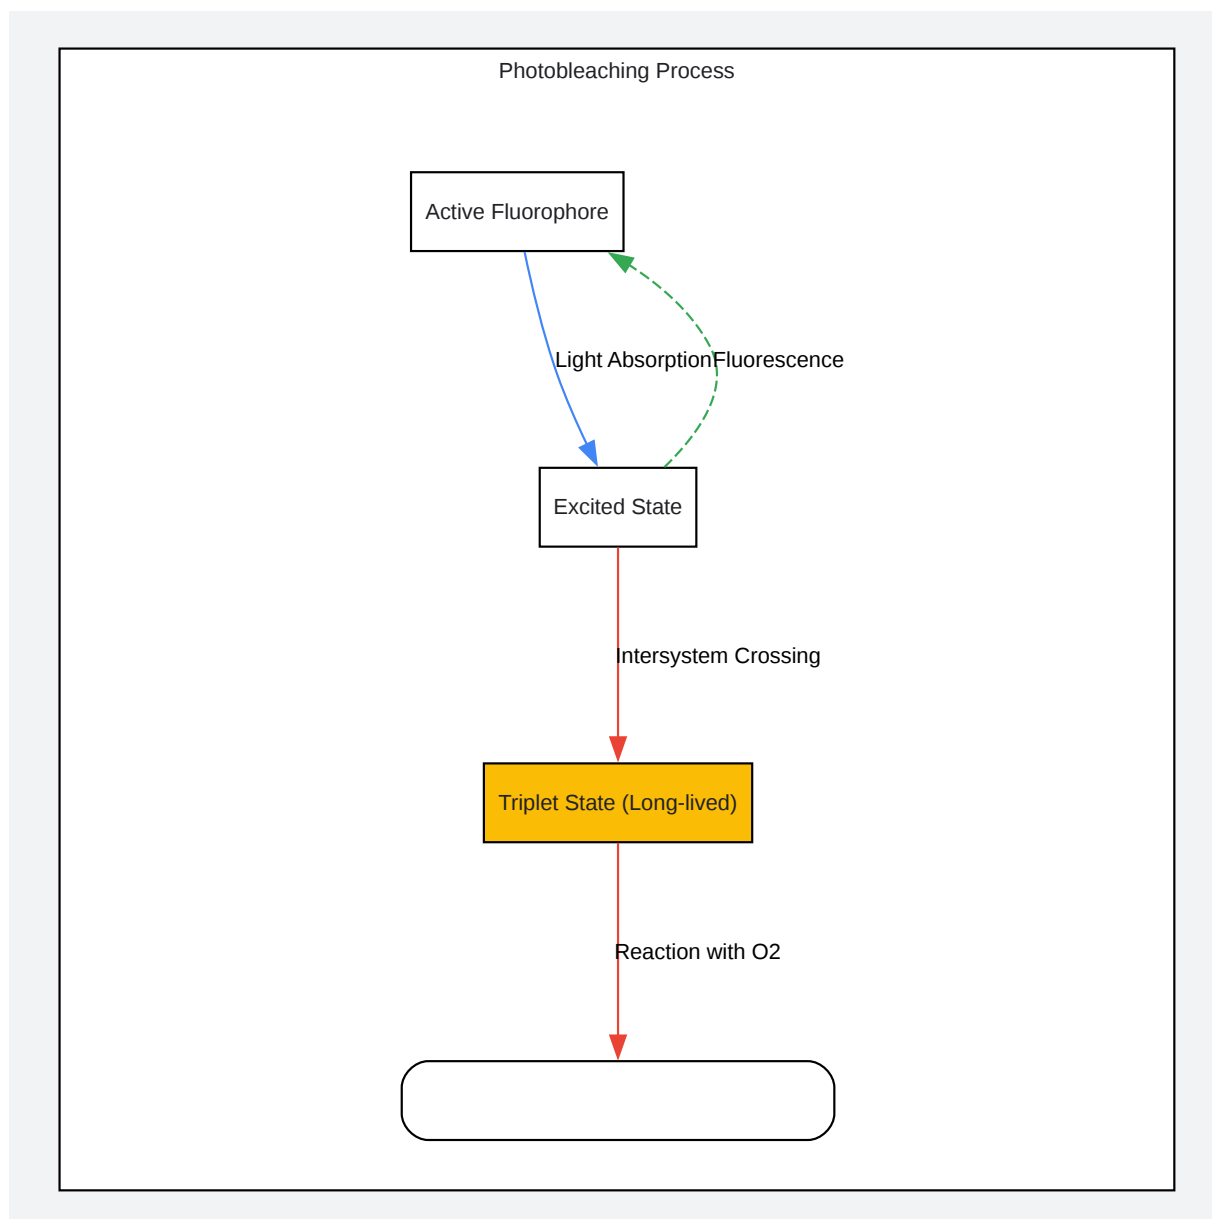 Photobleaching Process
Active Fluorophore
Light Absorption
Fluorescence
Excited State
Intersystem Crossing
Triplet State (Long-lived)
Reaction with O2